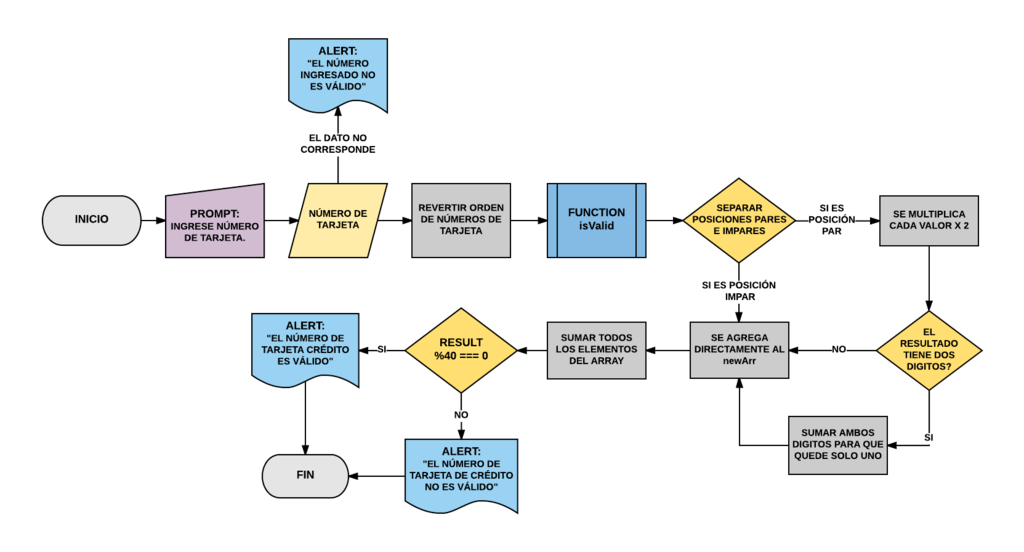 ALERT:
"EL NÚMERO
INGRESADO NO
ES VÁLIDO"
EL DATO NO
CORRESPONDE
INICIO
PROMPT:
INGRESE NÚMERO
DE TARJETA.
NÚMERO DE
TARJETA
REVERTIR ORDEN
DE NÚMEROS DE
TARJETA
FUNCTION
isValid
SEPARAR
POSICIONES PARES
E IMPARES
SI ES
POSICIÓN
PAR
SE MULTIPLICA
CADA VALOR X 2
SI ES POSICIÓN
IMPAR
EL
RESULTADO
TIENE DOS
DIGITOS?
NO
SI
SUMAR AMBOS
DIGITOS PARA QUE
QUEDE SOLO UNO
SE AGREGA
DIRECTAMENTE AL
newArr
SUMAR TODOS
LOS ELEMENTOS
DEL ARRAY
RESULT
%40 === 0
SI
ALERT:
"EL NÚMERO DE
TARJETA CRÉDITO
ES VÁLIDO"
NO
ALERT:
"EL NÚMERO DE
TARJETA DE CRÉDITO
NO ES VÁLIDO"
FIN